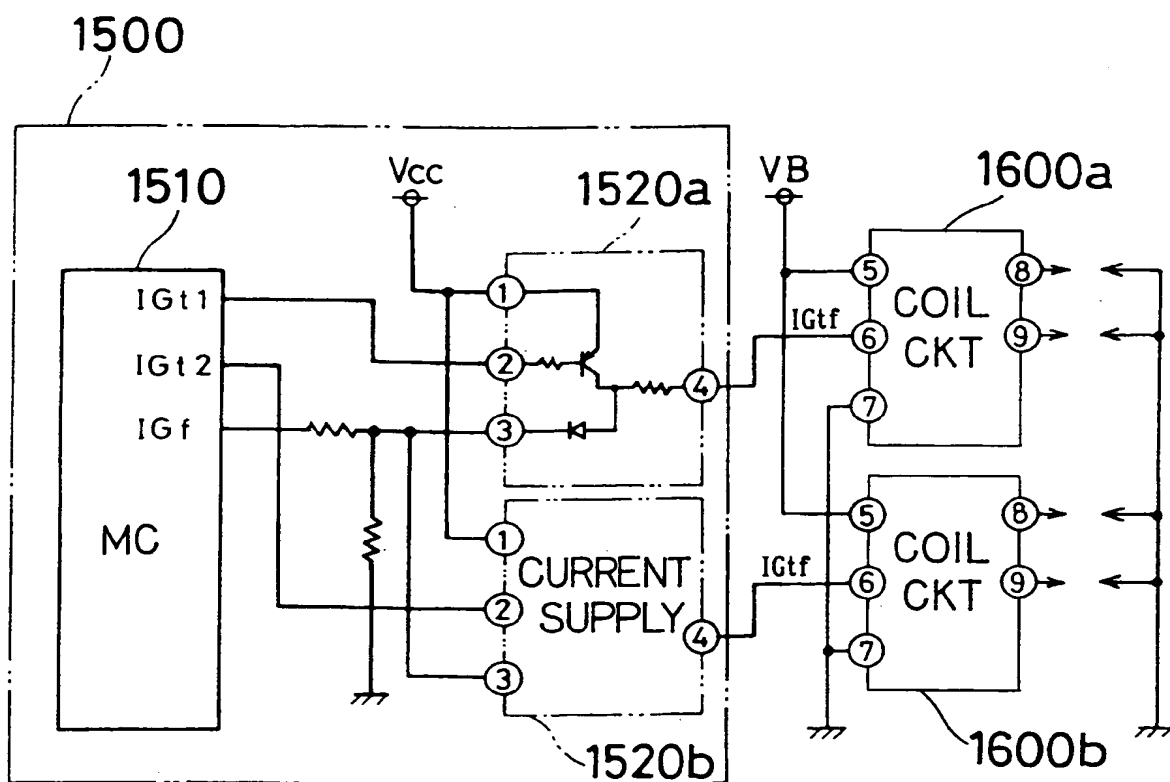 1500
1510
Vcc
1520a
VB
1600a
IGt1
IGt2
IGf
MC
1
2
3
4
IGtf
5
6
7
8
9
COIL
CKT
1
2
3
4
CURRENT
SUPPLY
IGtf
5
6
7
8
9
COIL
CKT
1520b
1600b